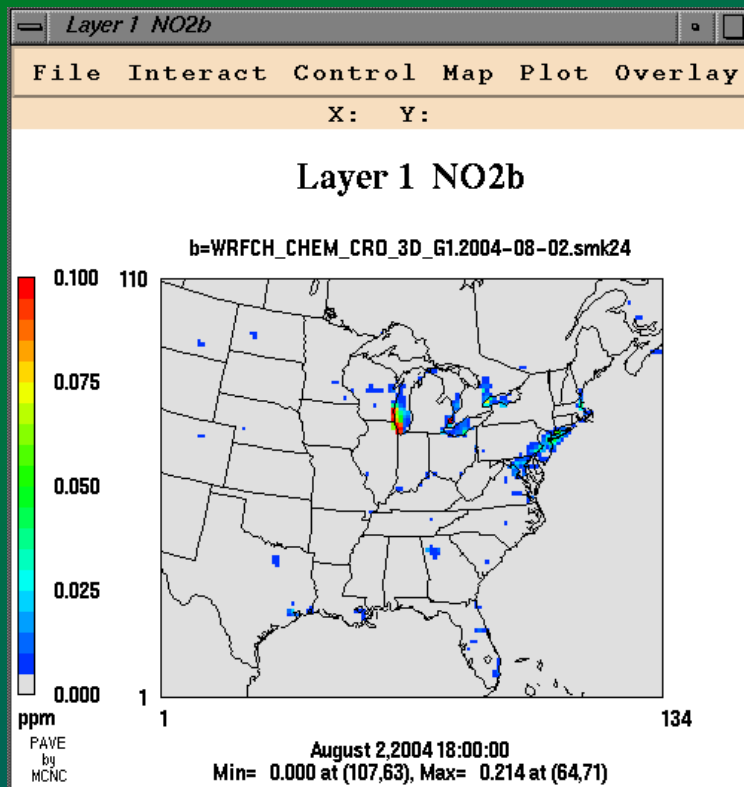 Layer 1 NO2b
File Interact Control Map Plot Overlay
X: Y:
Layer 1 NO2b
b=WRFCH_CHEM_CRO_3D_G1.2004-08-02.smk24
0.100
0.075
0.050
0.025
0.000
ppm
PAVE
by
MCNC
110
1
1
134
August 2,2004 18:00:00
Min= 0.000 at (107,63), Max= 0.214 at (64,71)